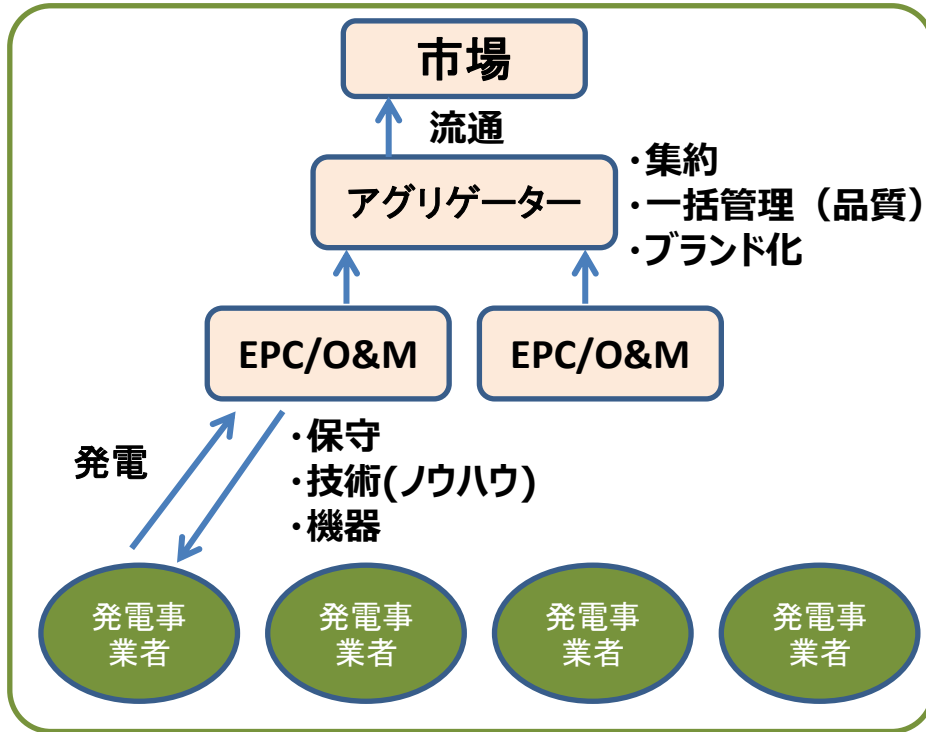 市場
流通
アグリゲーター
・集約
・一括管理（品質）
・ブランド化
EPC/O&M
EPC/O&M
発電
・保守
・技術(ノウハウ)
・機器
発電事
業者
発電事
業者
発電事
業者
発電事
業者